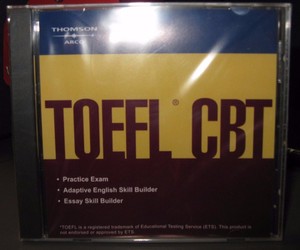 THOMSON
ARCO
TOEFL® CBT
• Practice Exam
• Adaptive English Skill Builder
• Essay Skill Builder
*TOEFL is a registered trademark of Educational Testing Service (ETS). This product is
not endorsed or approved by ETS.